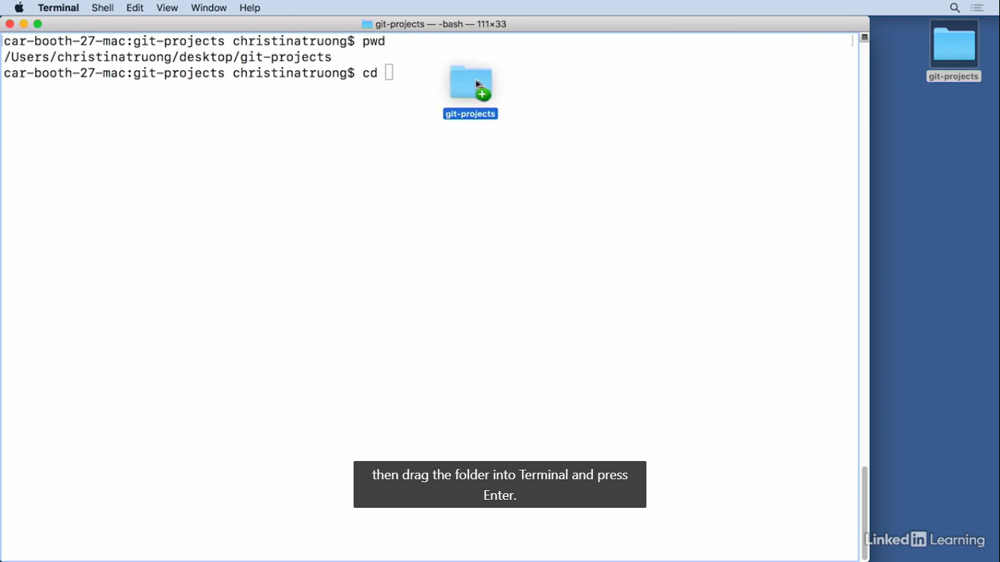 Terminal Shell Edit View Window Help
git-projects — -bash — 111×33
[car-booth-27-mac:git-projects christinatruong$ pwd ]
/Users/christinatruong/desktop/git-projects
car-booth-27-mac:git-projects christinatruong$ cd
git-projects
git-projects
then drag the folder into Terminal and press
Enter.
Linked in Learning